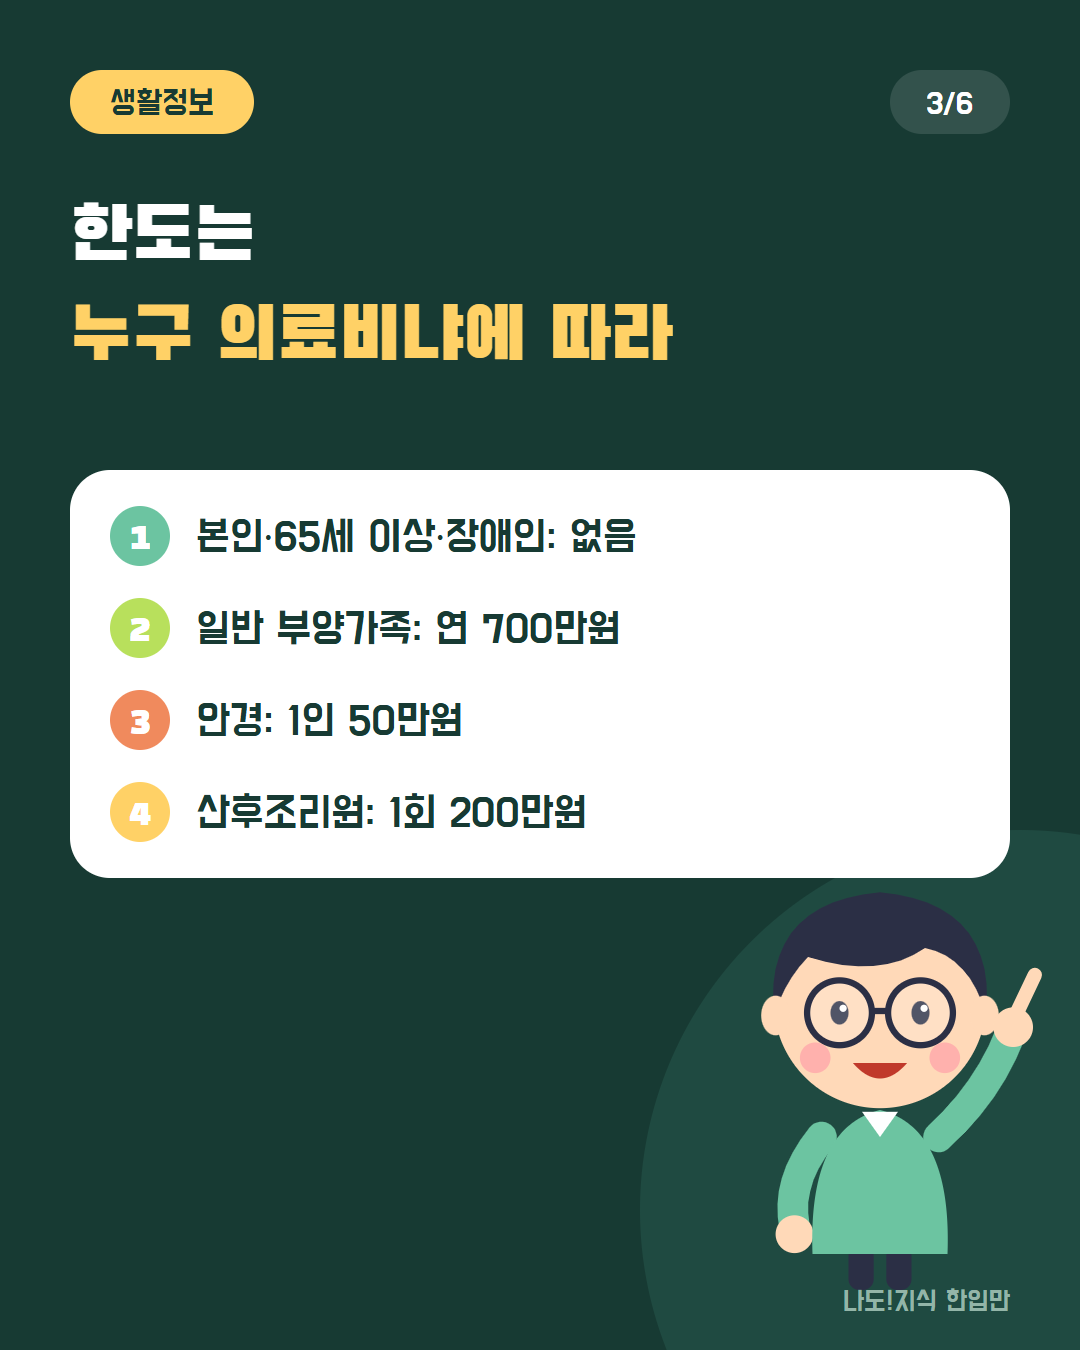 생활정보
3/6
한도는
누구 의료비냐에 따라
1 본인·65세 이상·장애인: 없음
2 일반 부양가족: 연 700만원
3 안경: 1인 50만원
4 산후조리원: 1회 200만원
나도!지식 한입만